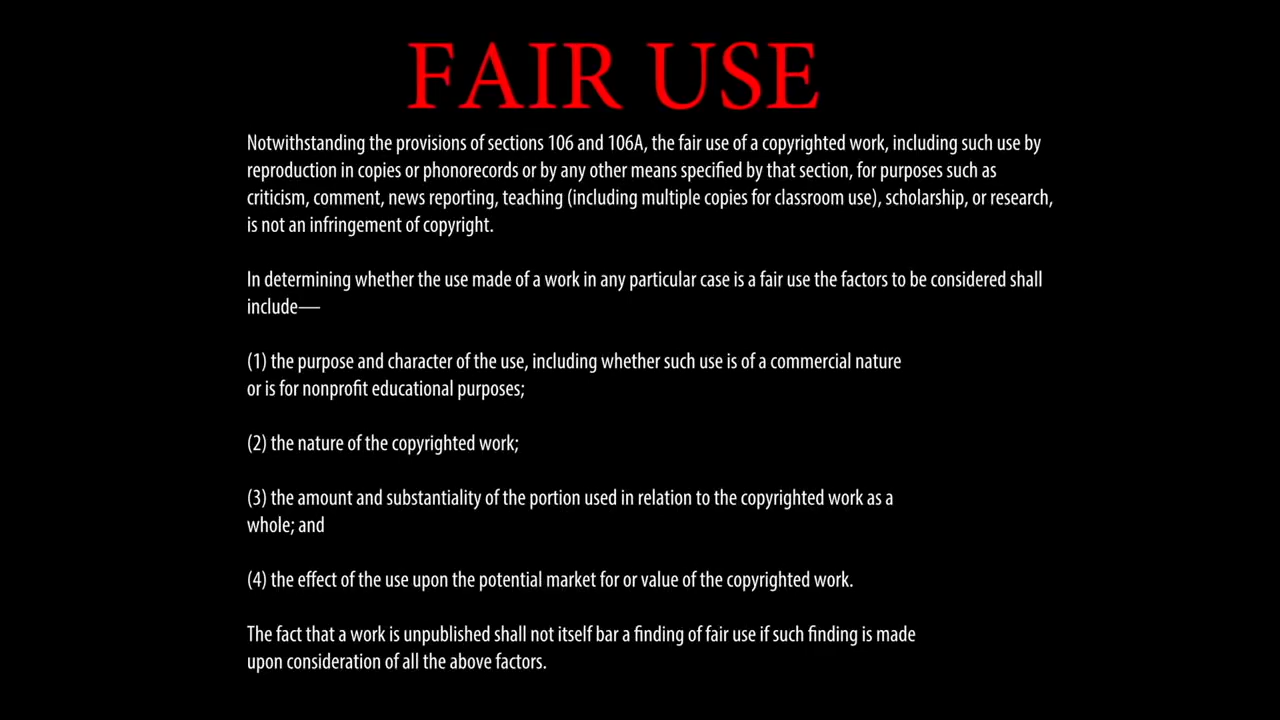 FAIR USE
Notwithstanding the provisions of sections 106 and 106A, the fair use of a copyrighted work, including such use by
reproduction in copies or phonorecords or by any other means specified by that section, for purposes such as
criticism, comment, news reporting, teaching (including multiple copies for classroom use), scholarship, or research,
is not an infringement of copyright.
In determining whether the use made of a work in any particular case is a fair use the factors to be considered shall
include—
(1) the purpose and character of the use, including whether such use is of a commercial nature
or is for nonprofit educational purposes;
(2) the nature of the copyrighted work;
(3) the amount and substantiality of the portion used in relation to the copyrighted work as a
whole; and
(4) the effect of the use upon the potential market for or value of the copyrighted work.
The fact that a work is unpublished shall not itself bar a finding of fair use if such finding is made
upon consideration of all the above factors.